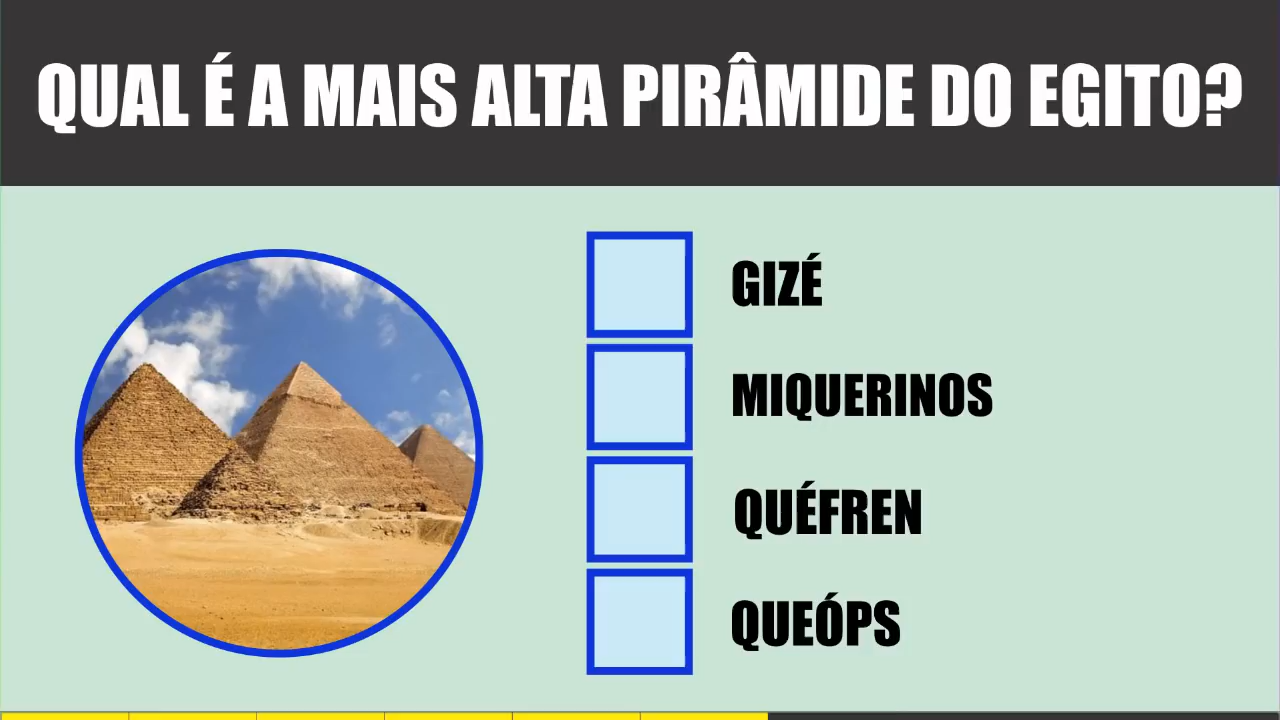 QUAL É A MAIS ALTA PIRÂMIDE DO EGITO?
GIZÉ
MIQUERINOS
QUÉFREN
QUEÓPS